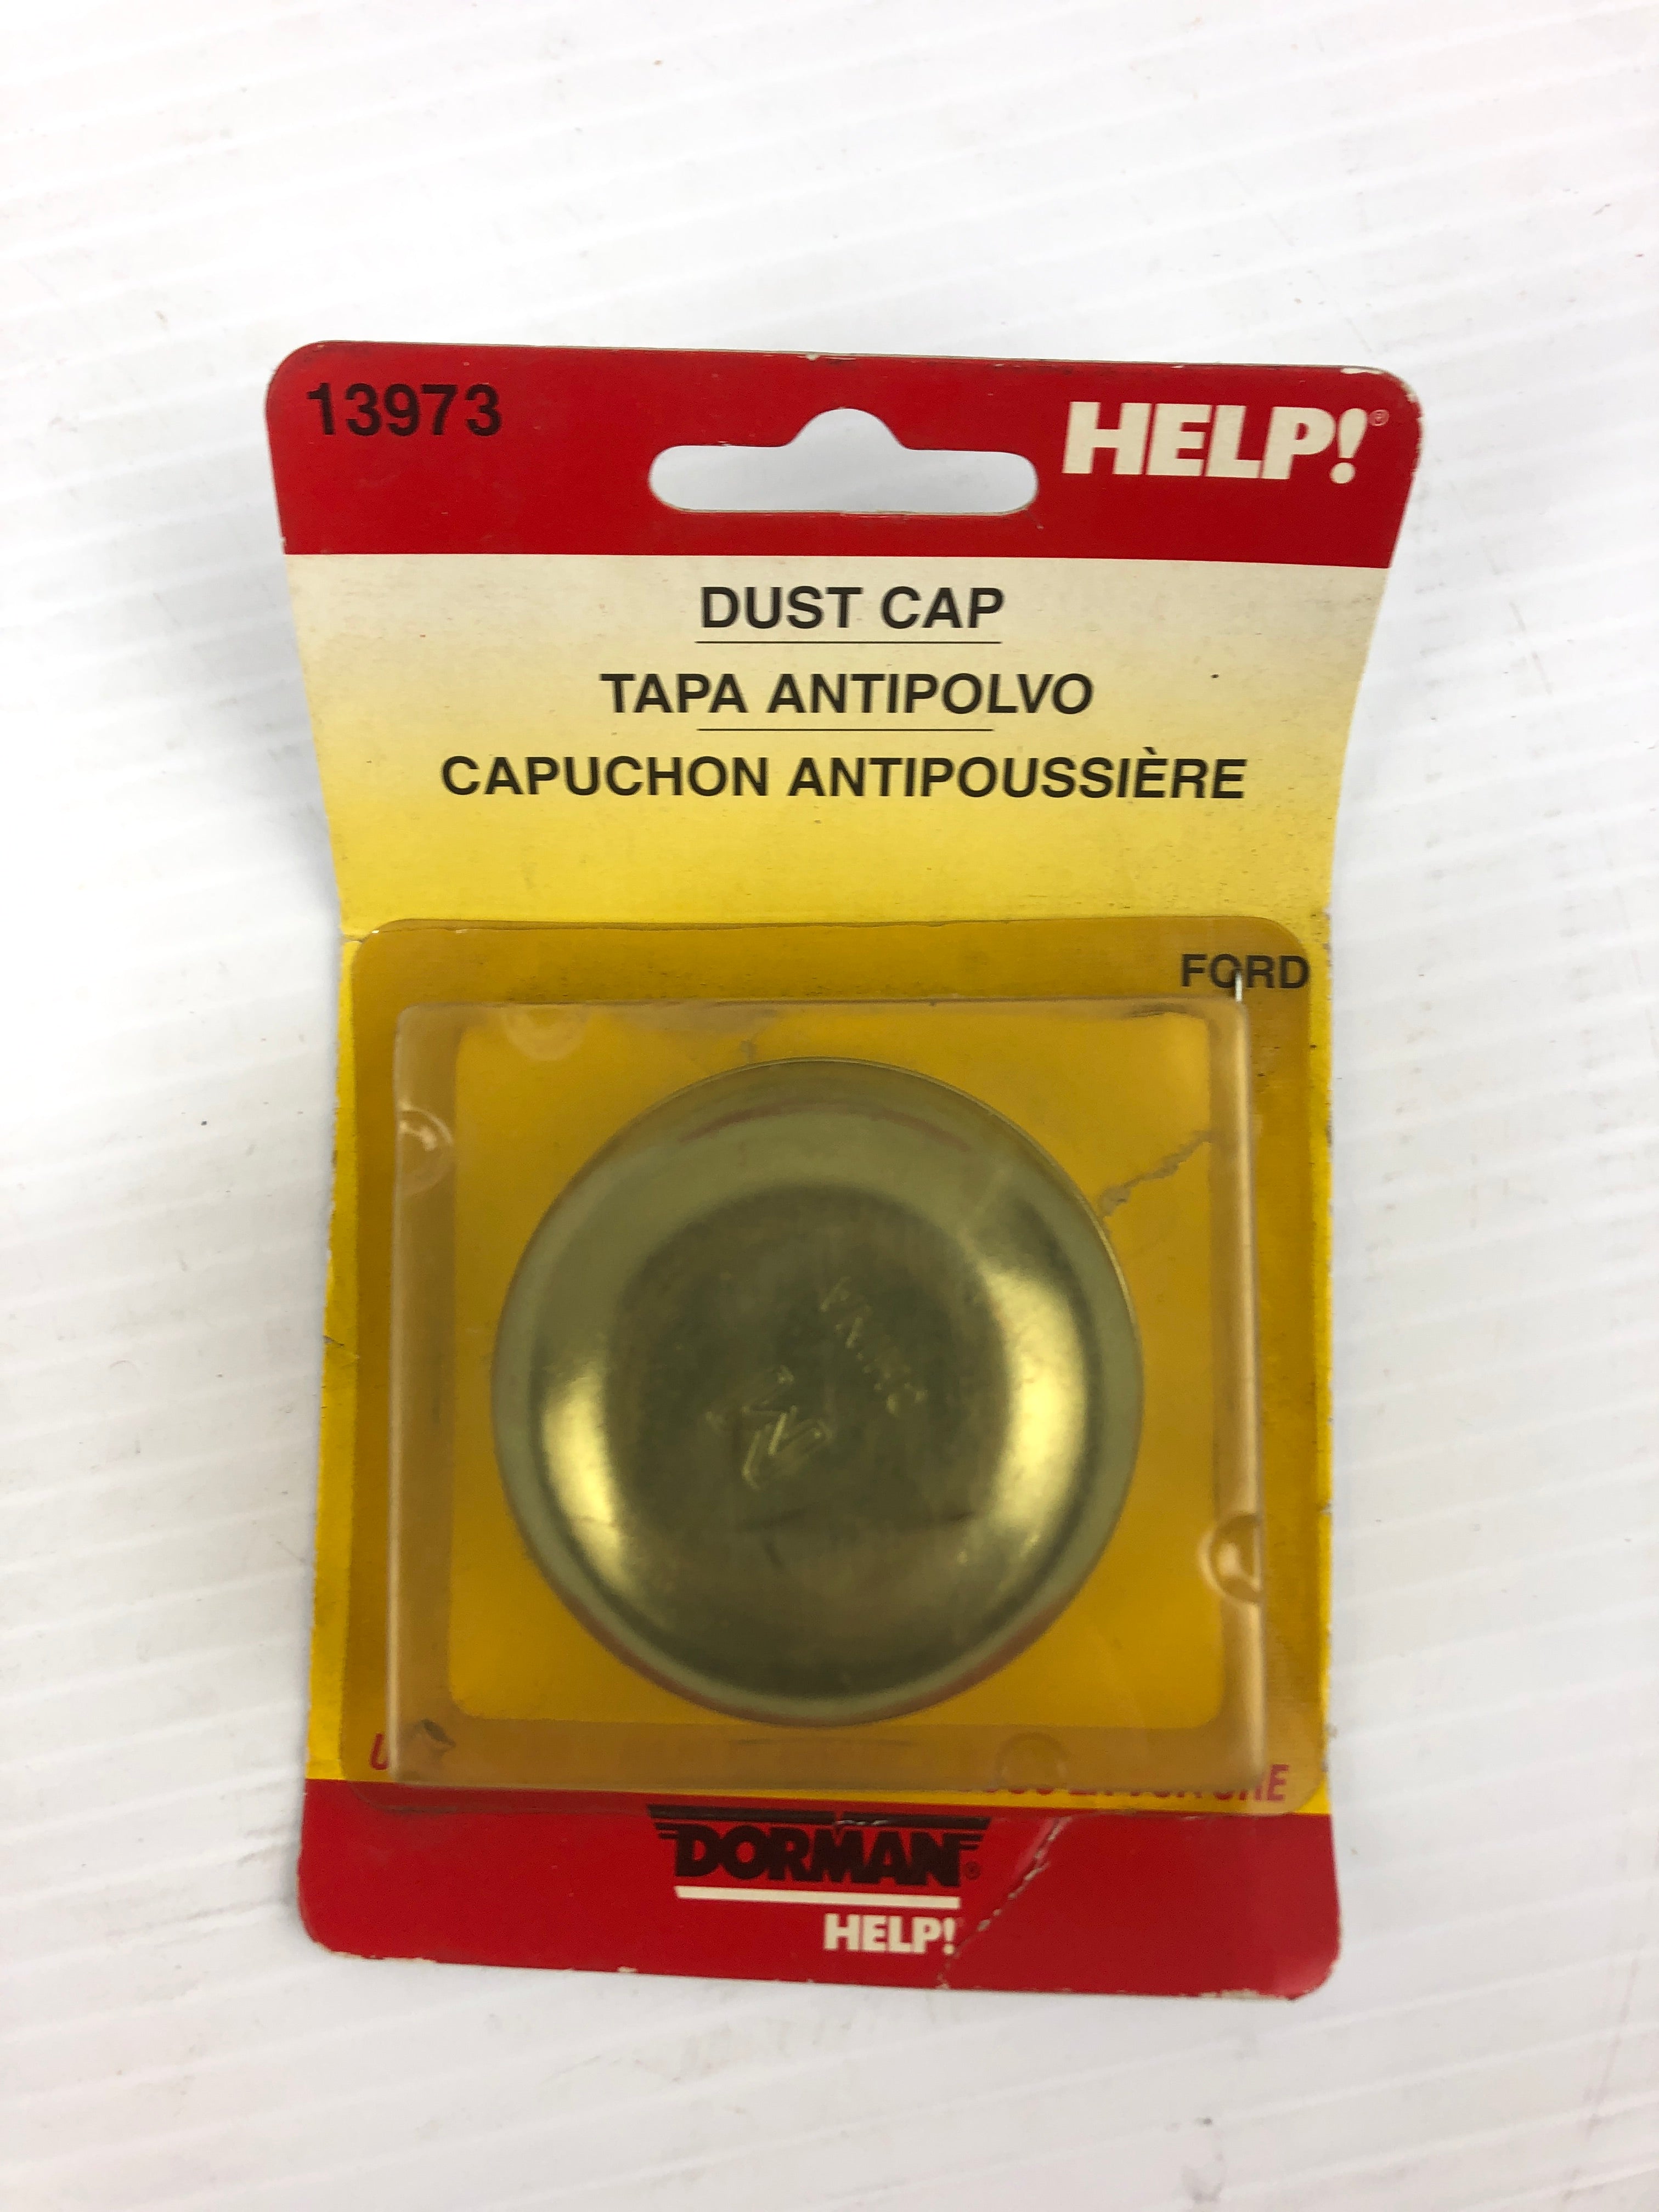 13973
HELP!®
DUST CAP
TAPA ANTIPOLVO
CAPUCHON ANTIPOUSSIÈRE
FORD
DORMAN®
HELP!